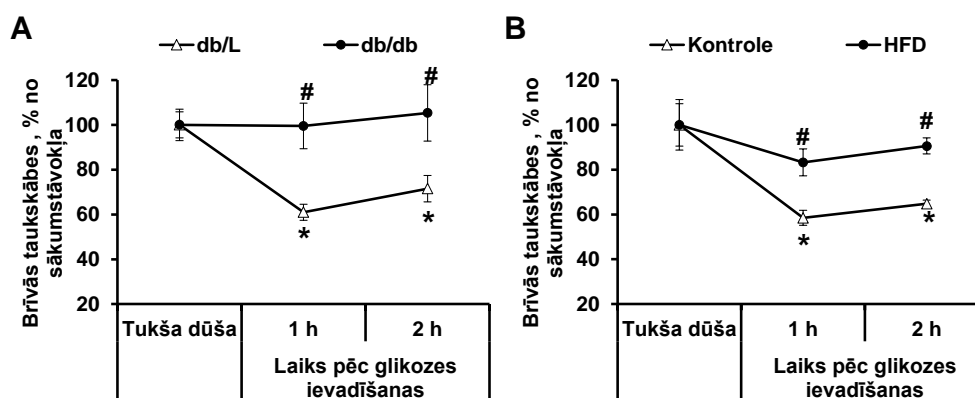 A
db/L db/db
Brīvās taukskābes , % no
sākumstāvokļa
120
100
80
60
40
20
#
#
*
*
Tukša dūša 1 h 2 h
Laiks pēc glikozes
ievadīšanas
B
Kontrole HFD
Brīvās taukskābes , % no
sākumstāvokļa
120
100
80
60
40
20
#
#
*
*
Tukša dūša 1 h 2 h
Laiks pēc glikozes
ievadīšanas